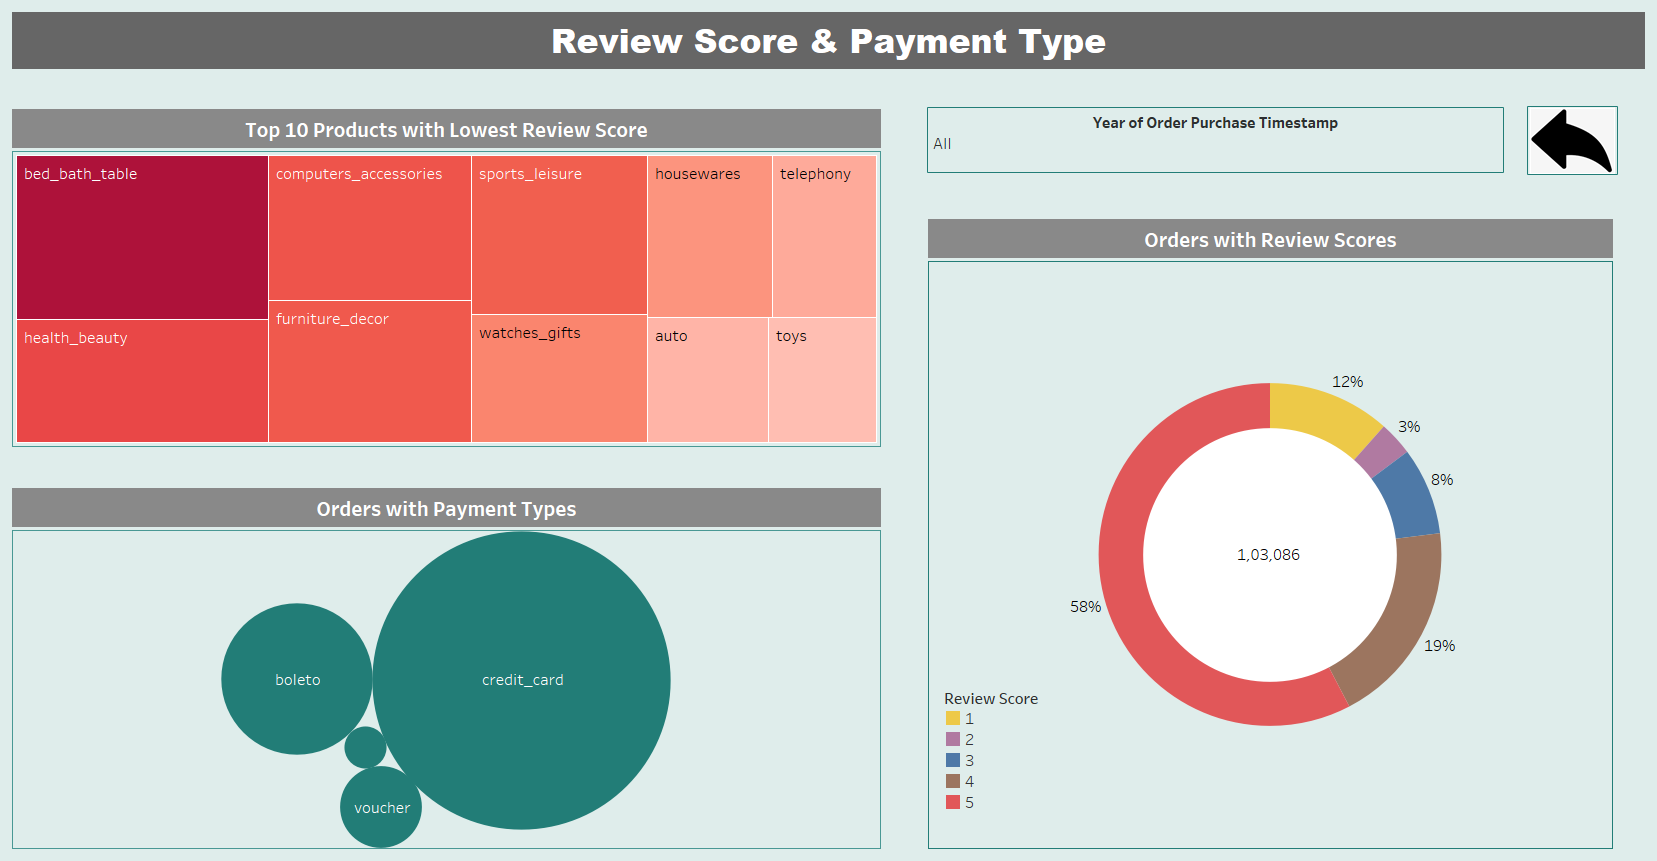 Review Score & Payment Type
Top 10 Products with Lowest Review Score
bed_bath_table
computers_accessories
sports_leisure
housewares
telephony
health_beauty
furniture_decor
watches_gifts
auto
toys
Year of Order Purchase Timestamp
All
Orders with Payment Types
boleto
credit_card
voucher
Orders with Review Scores
12%
3%
8%
1,03,086
58%
19%
Review Score
1
2
3
4
5